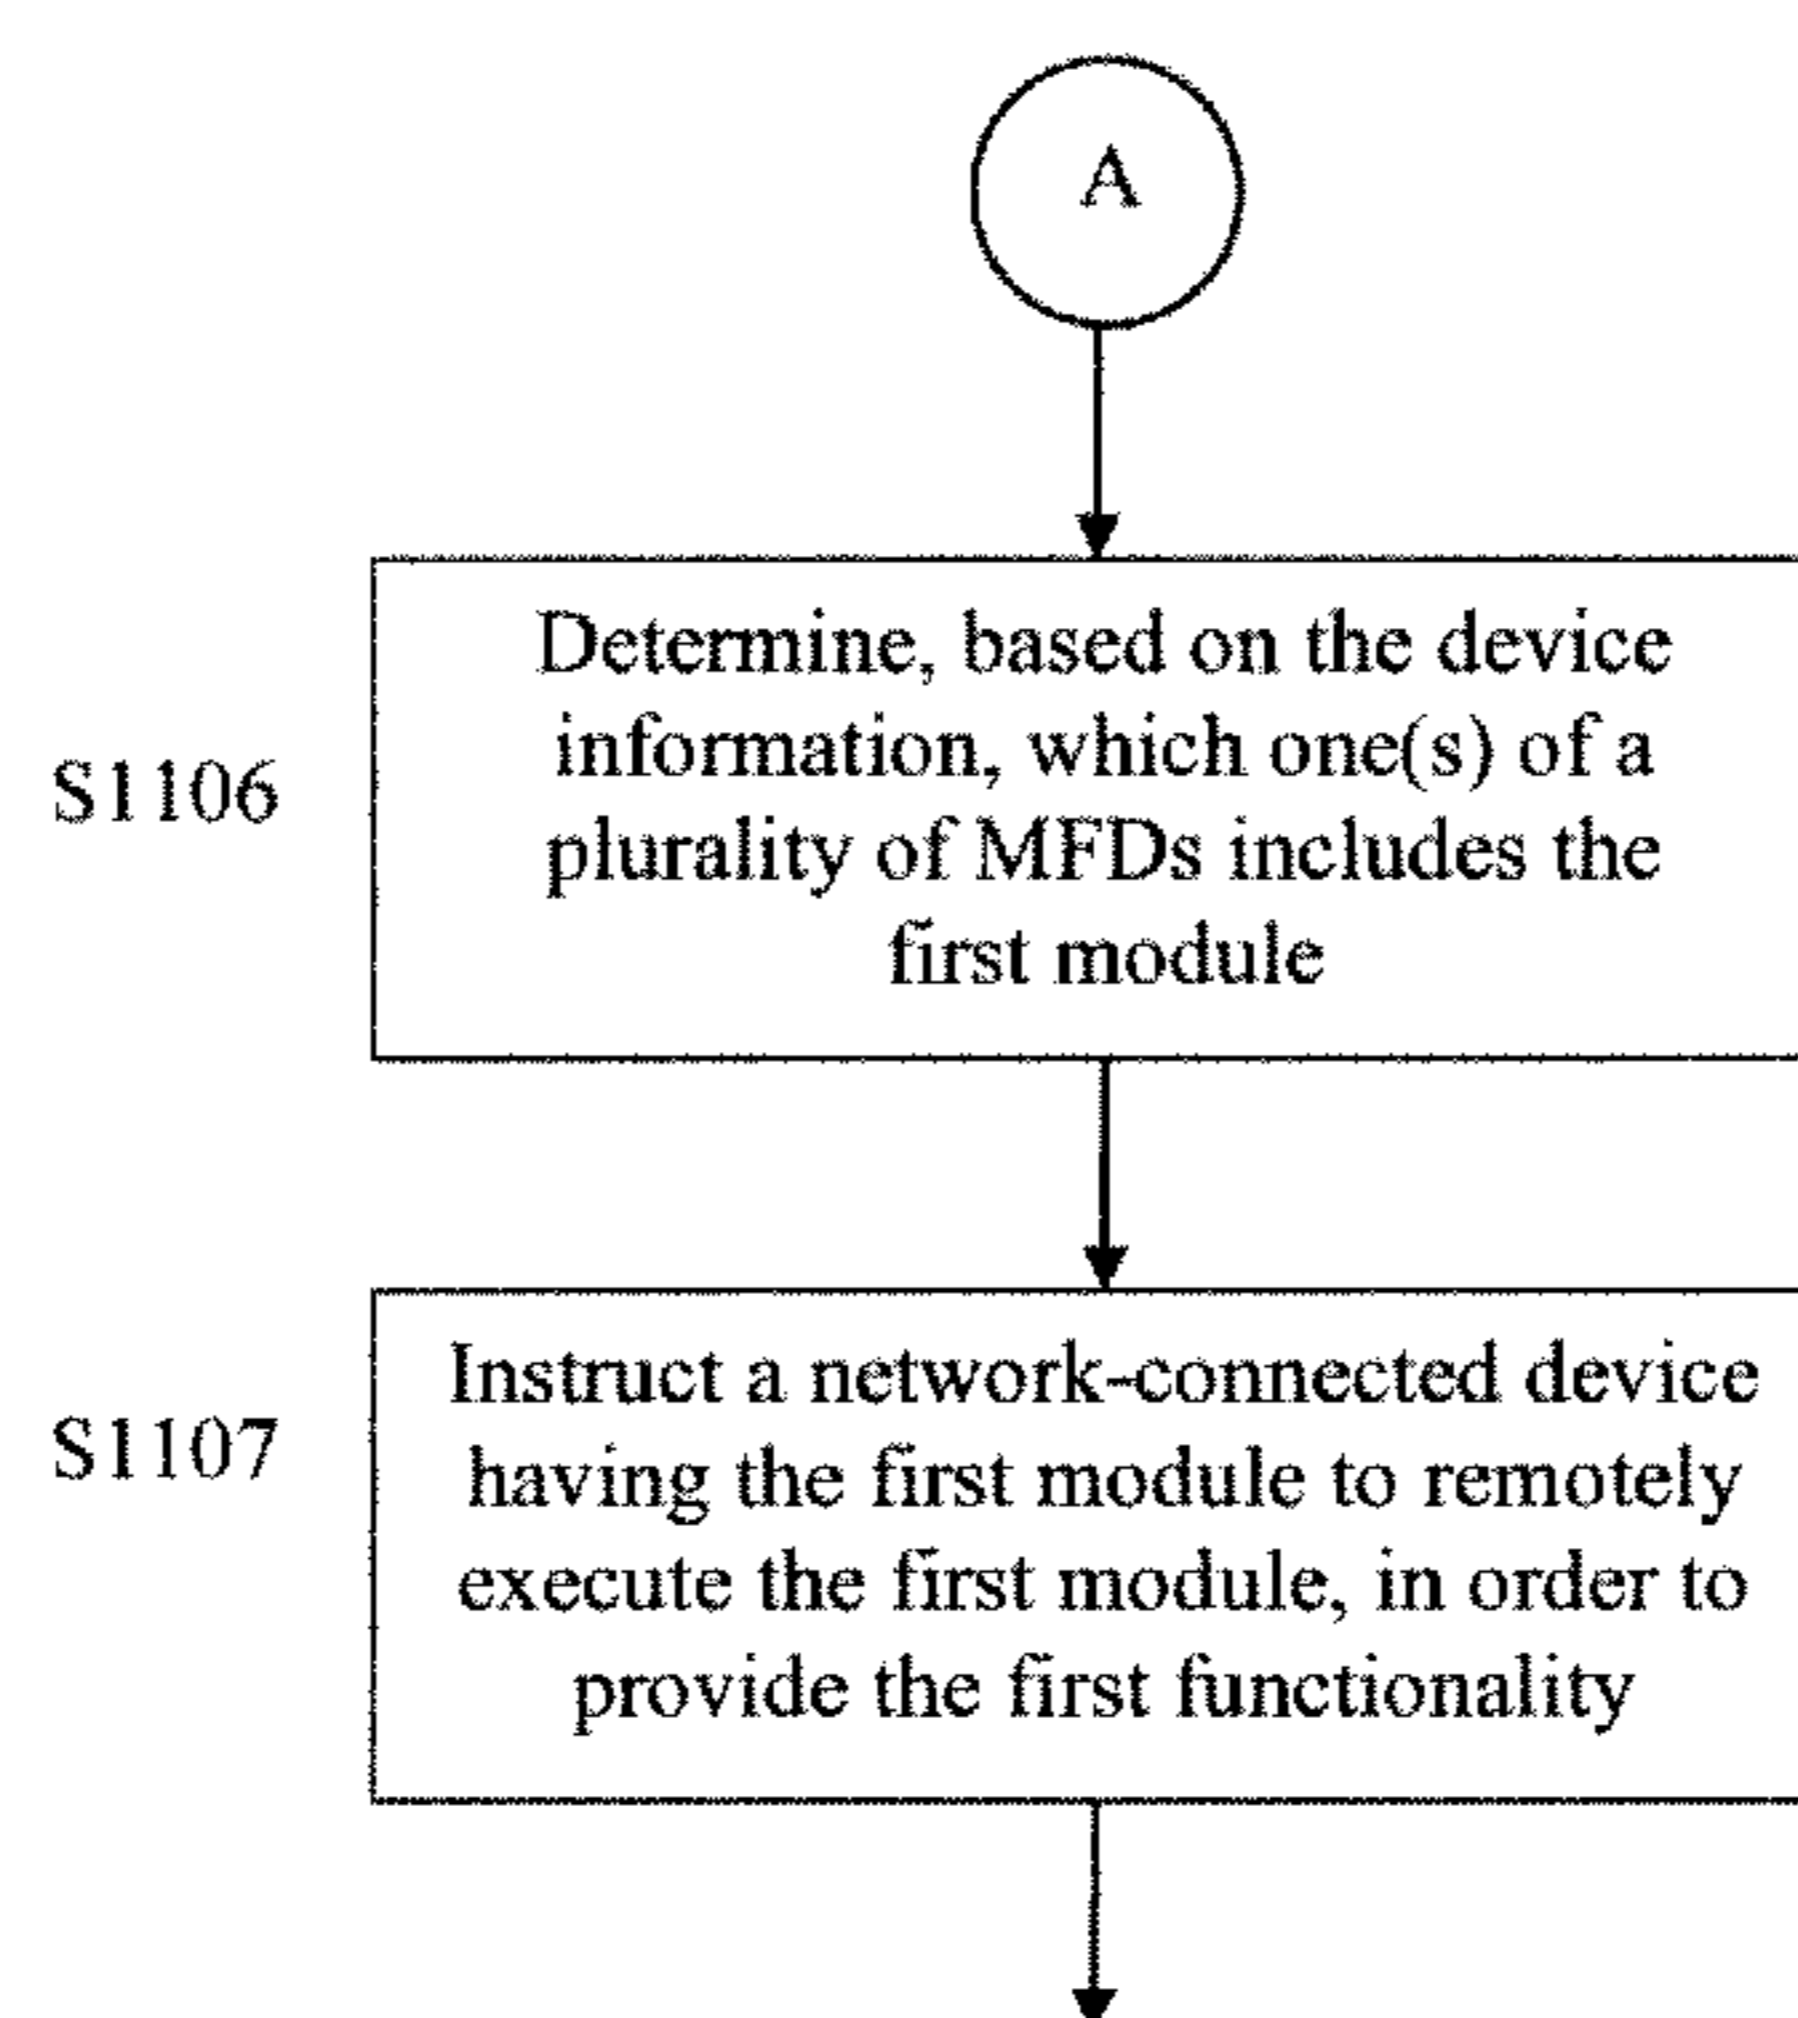 A
Determine, based on the device
information, which one(s) of a
plurality of MFDs includes the
first module
S1106
Instruct a network-connected device
having the first module to remotely
execute the first module, in order to
provide the first functionality
S1107